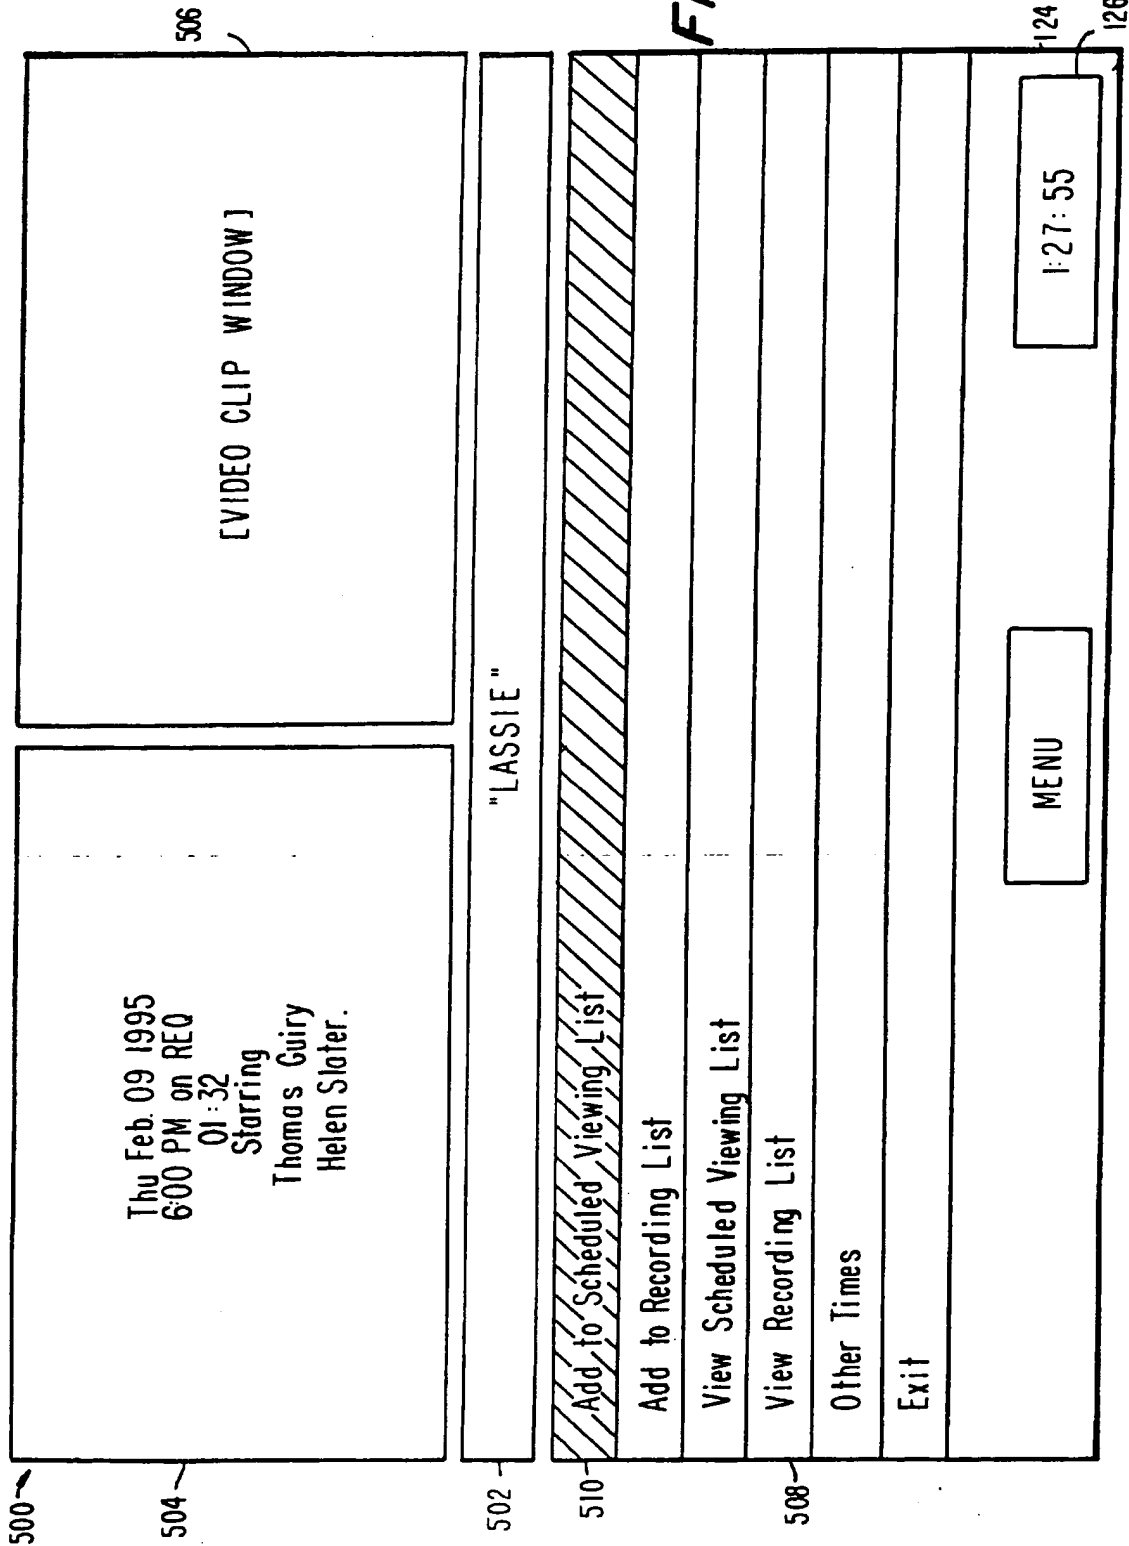 500
504
506
Thu Feb. 09 1995
6:00 PM on REQ
01:32
Starring
Thomas Guiry
Helen Slater.
[VIDEO CLIP WINDOW]
502
"LASSIE"
510
Add to Scheduled Viewing List
Add to Recording List
View Scheduled Viewing List
508
View Recording List
Other Times
Exit
124
MENU
1:27:55
126